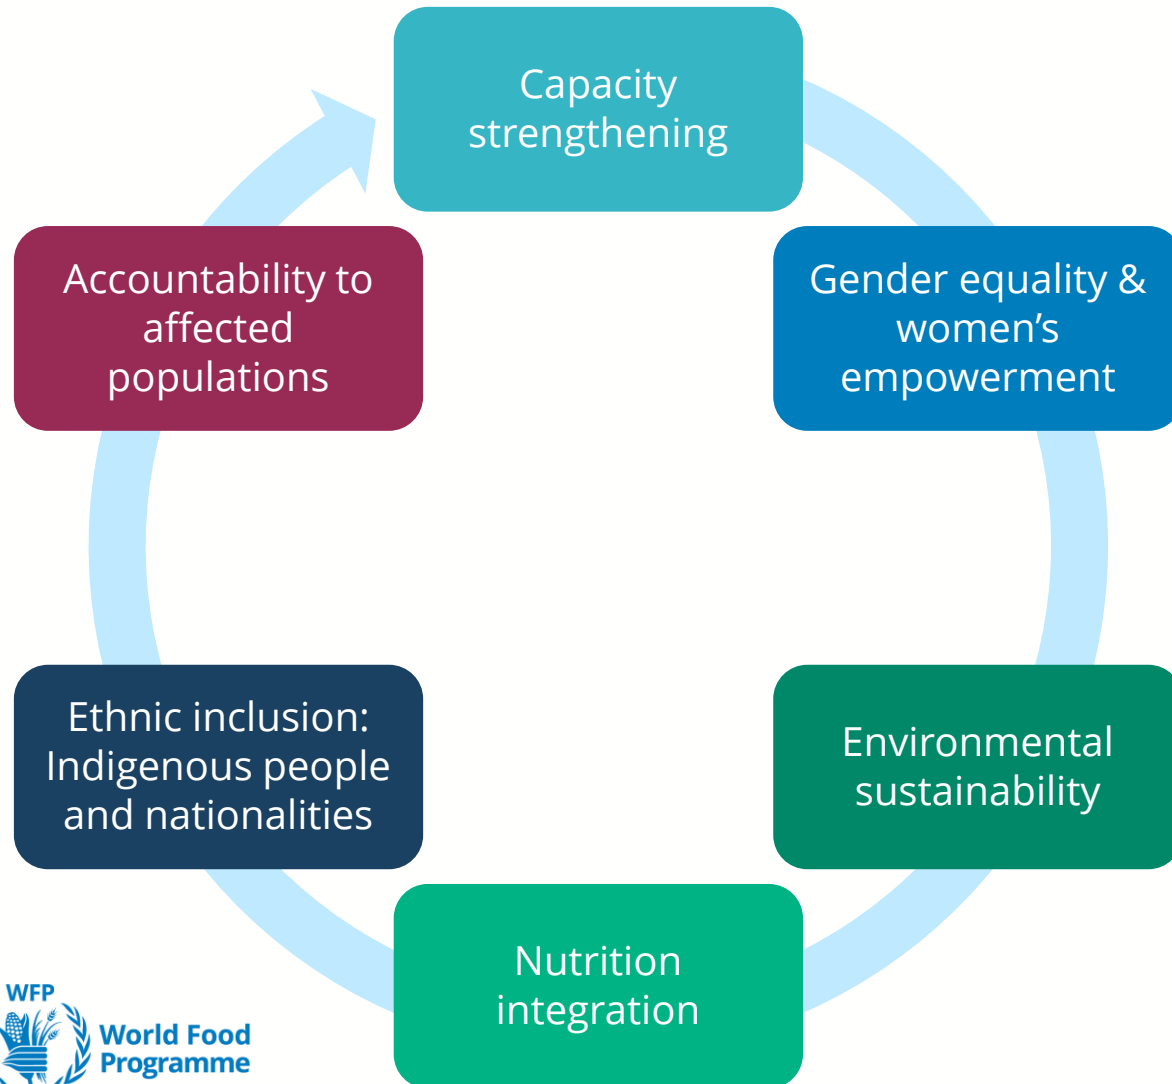 Capacity
strengthening
Gender equality &
women’s
empowerment
Environmental
sustainability
Nutrition
integration
Ethnic inclusion:
Indigenous people
and nationalities
Accountability to
affected
populations
WFP
World Food
Programme